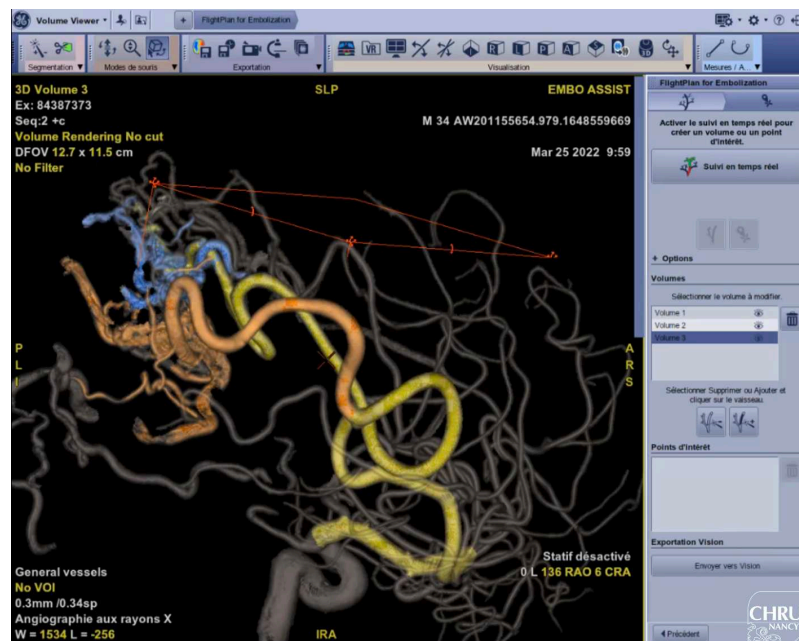 Volume Viewer
FlightPlan for Embolization
Segmentation
Modes de souris
Exportation
Visualisation
Mesures / A...
VR
3D Volume 3
Ex: 84387373
Seq:2 +c
Volume Rendering No cut
DFOV 12.7 x 11.5 cm
No Filter
SLP
EMBO ASSIST
M 34 AW201155654.979.1648559669
Mar 25 2022 9:59
P
L
I
A
R
S
General vessels
No VOI
0.3mm /0.34sp
Angiographie aux rayons X
W = 1534 L = -256
IRA
Statif désactivé
0 L 136 RAO 6 CRA
FlightPlan for Embolization
Activer le suivi en temps réel pour
créer un volume ou un point
d'intérêt.
Suivi en temps réel
+ Options
Volumes
Sélectionner le volume à modifier.
Volume 1
Volume 2
Volume 3
Sélectionner Supprimer ou Ajouter et
cliquer sur le vaisseau.
Points d'intérêt
Exportation Vision
Envoyer vers Vision
Précédent
CHRU
NANCY